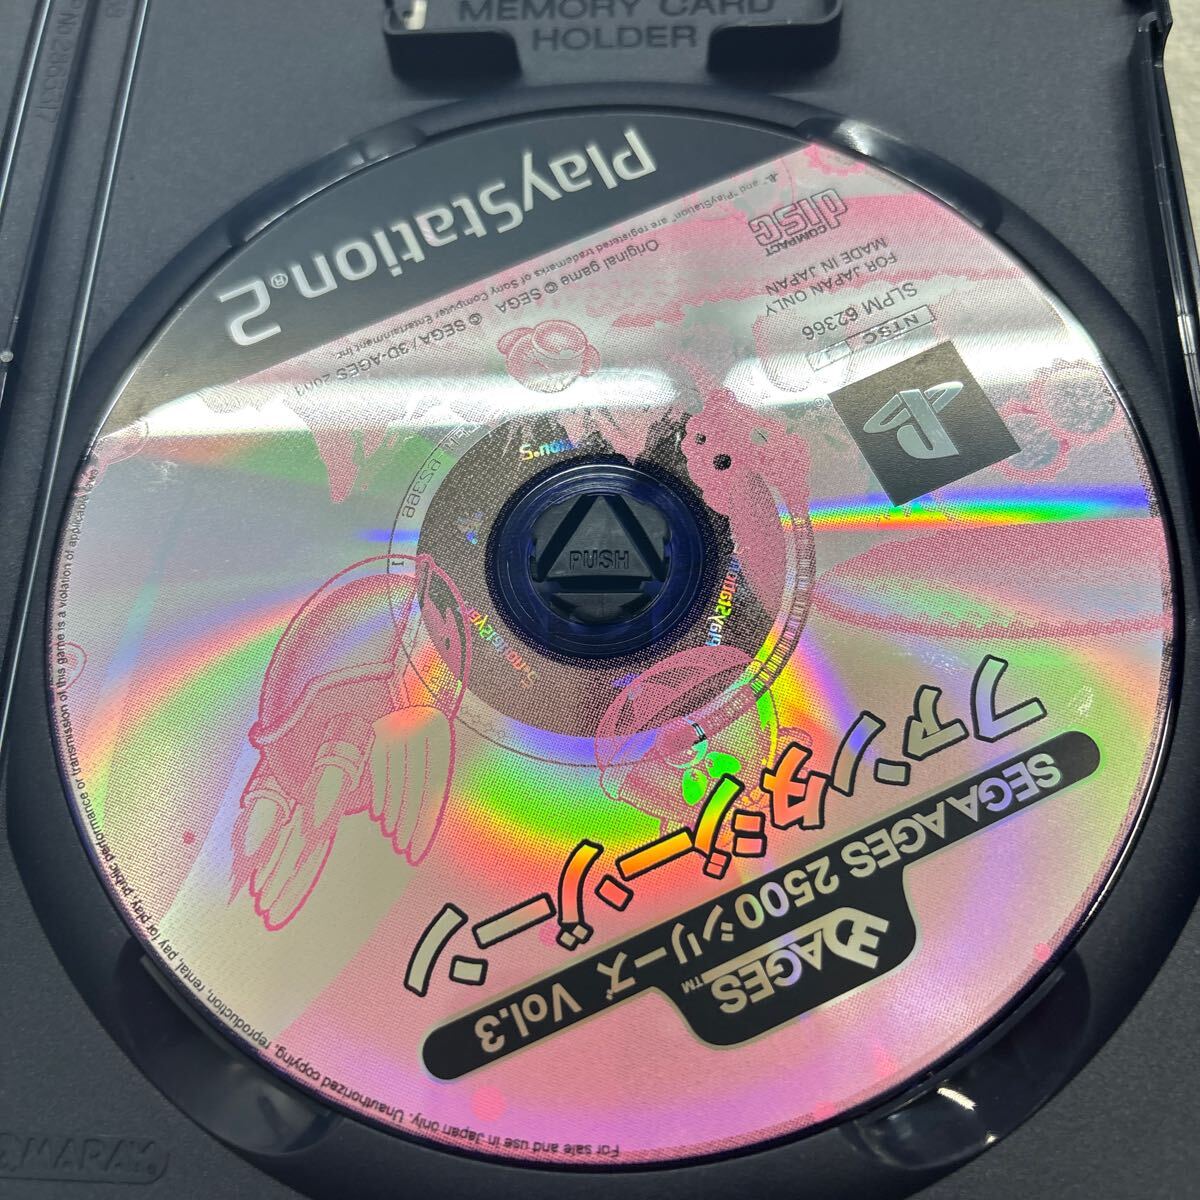 MEMORY CARD
HOLDER
SEGA AGES 2500シリーズ Vol.3
AGES™
ファンタジーゾーン
PlayStation®2
NTSC J
SLPM 62366
FOR JAPAN ONLY
MADE IN JAPAN
COMPACT
disc
Original game © SEGA
© SEGA / 3D-AGES 2003
"PlayStation" are registered trademarks of Sony Computer Entertainment Inc.
For sale and use in Japan only. Unauthorized copying, reproduction, rental, pay for play, public performance or transmission of this game is a violation of applicable laws
PUSH
AMARAY